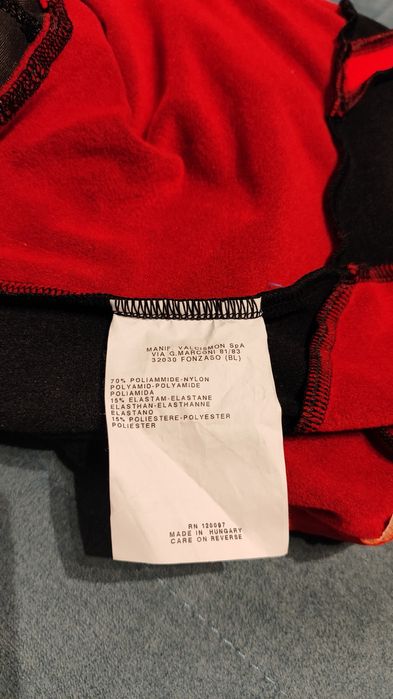 MANIF. VALCISMON SpA
VIA G.MARCONI 81/83
32030 FONZASO (BL)
70% POLIAMMIDE-NYLON
POLYAMID-POLYAMIDE
POLIAMIDA
15% ELASTAM-ELASTANE
ELASTHAN-ELASTHANNE
ELASTANO
15% POLIESTERE-POLYESTER
POLIESTER
RN 120097
MADE IN HUNGARY
CARE ON REVERSE